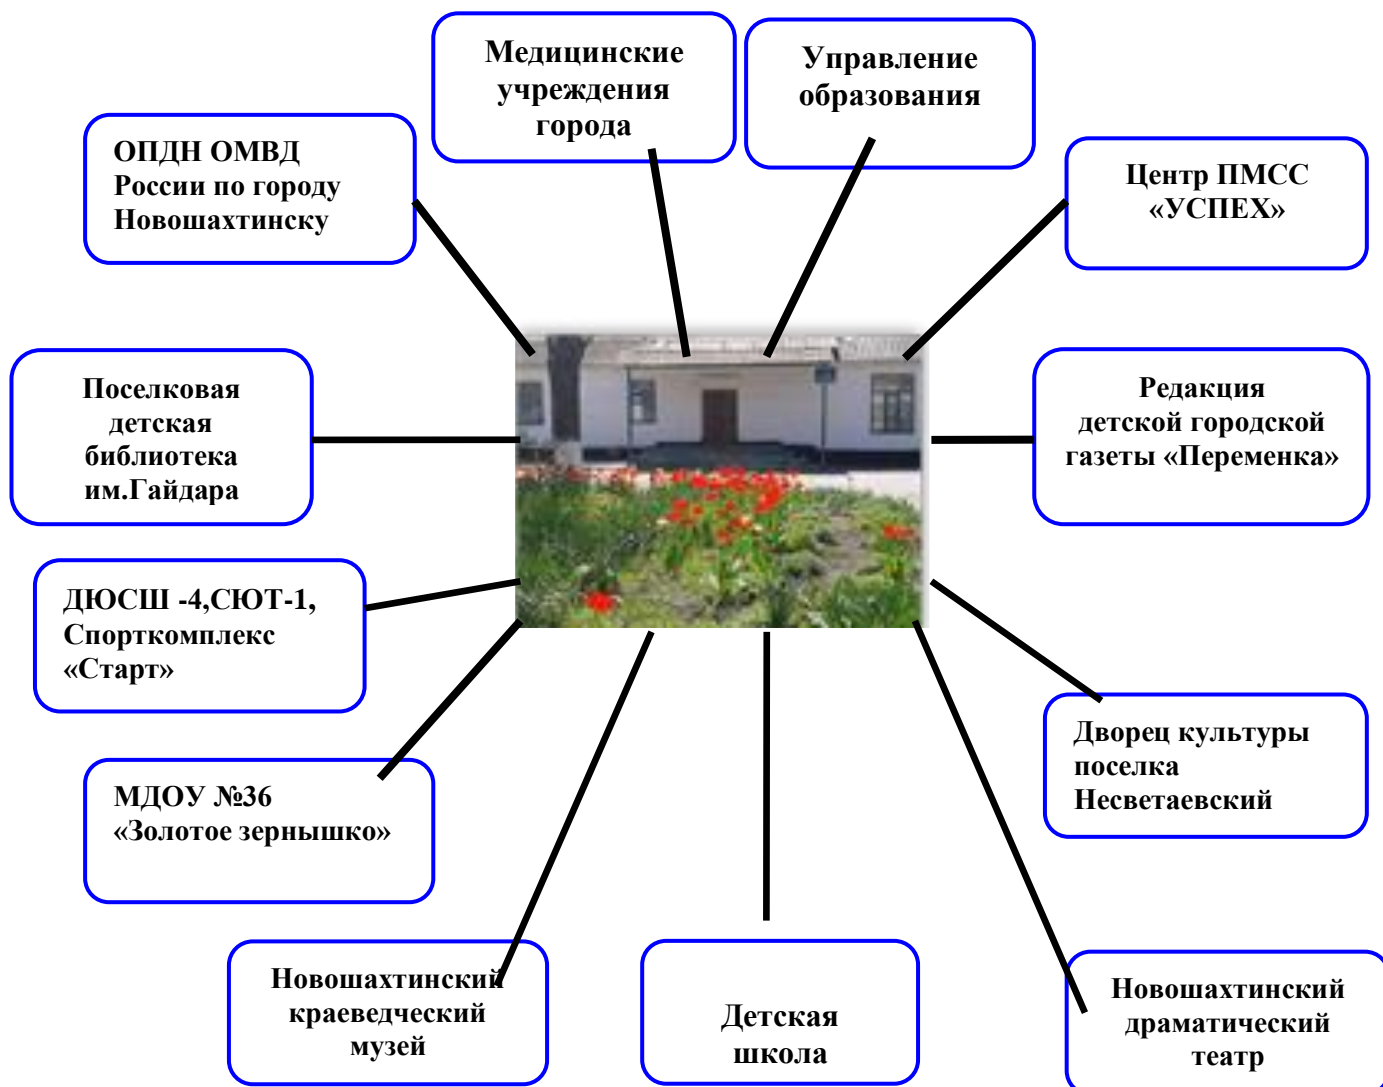 Медицинские
учреждения
города
Управление
образования
ОПДН ОМВД
России по городу
Новошахтинску
Центр ПМСС
«УСПЕХ»
Поселковая
детская
библиотека
им.Гайдара
Редакция
детской городской
газеты «Переменка»
ДЮСШ -4,СЮТ-1,
Спорткомплекс
«Старт»
Дворец культуры
поселка
Несветаевский
МДОУ №36
«Золотое зернышко»
Новошахтинский
краеведческий
музей
Детская
школа
Новошахтинский
драматический
театр